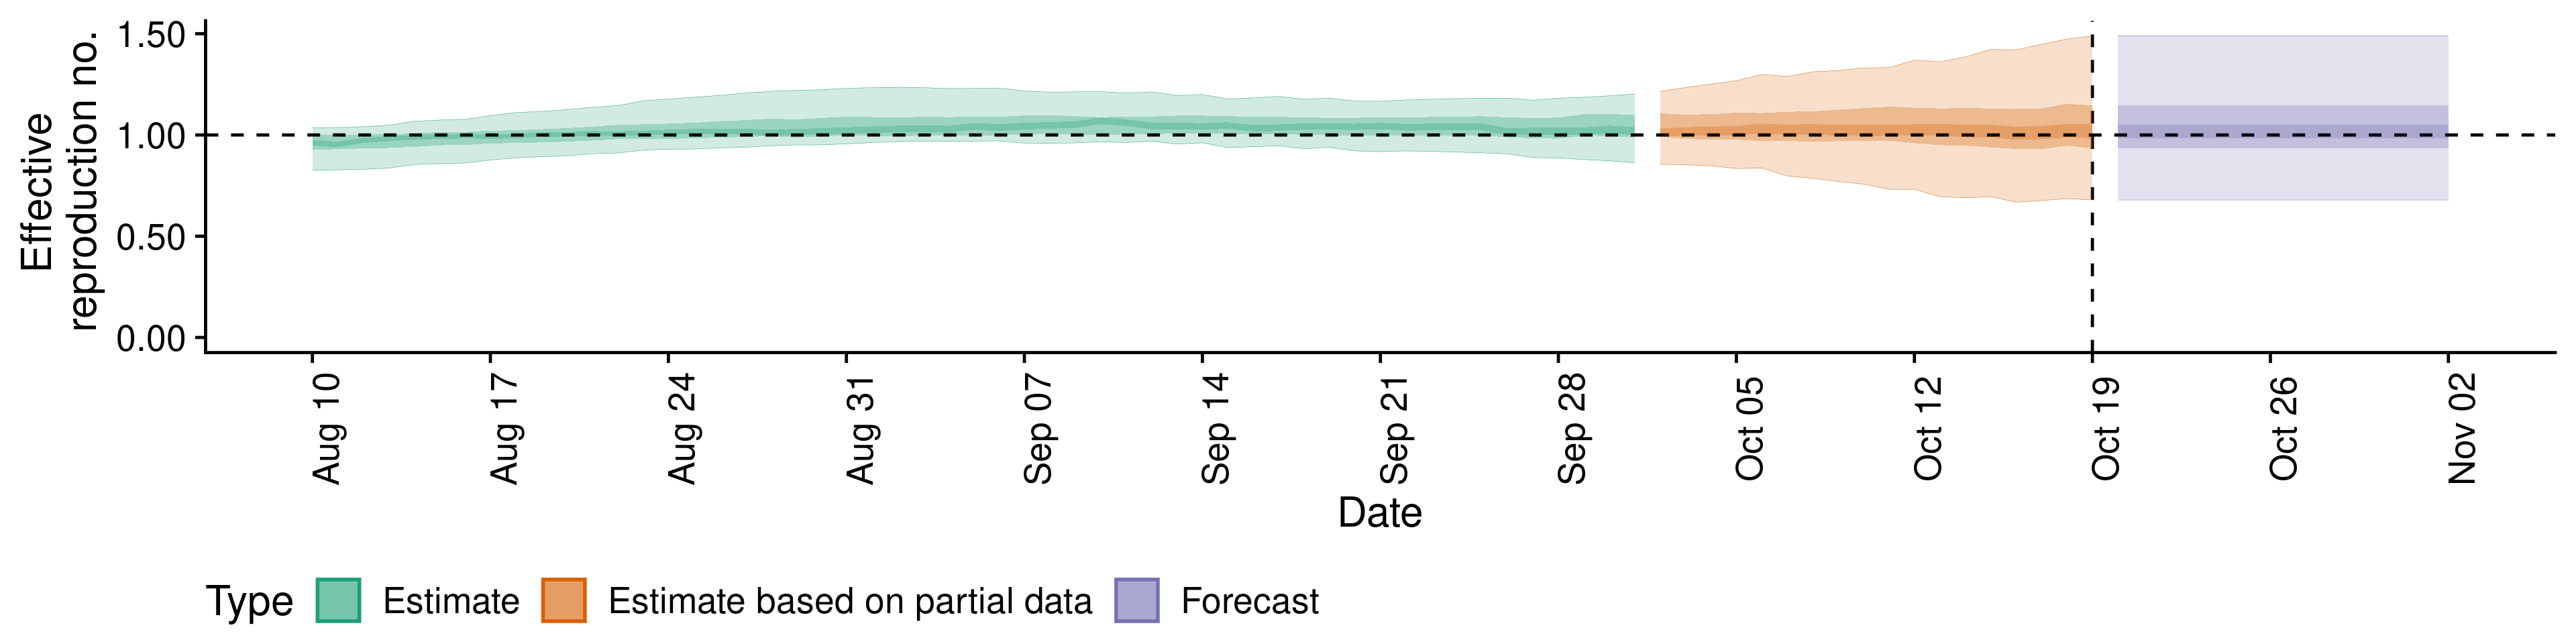 Effective
reproduction no.
1.50
1.00
0.50
0.00
Aug 10
Aug 17
Aug 24
Aug 31
Sep 07
Sep 14
Sep 21
Sep 28
Oct 05
Oct 12
Oct 19
Oct 26
Nov 02
Date
Type Estimate Estimate based on partial data Forecast